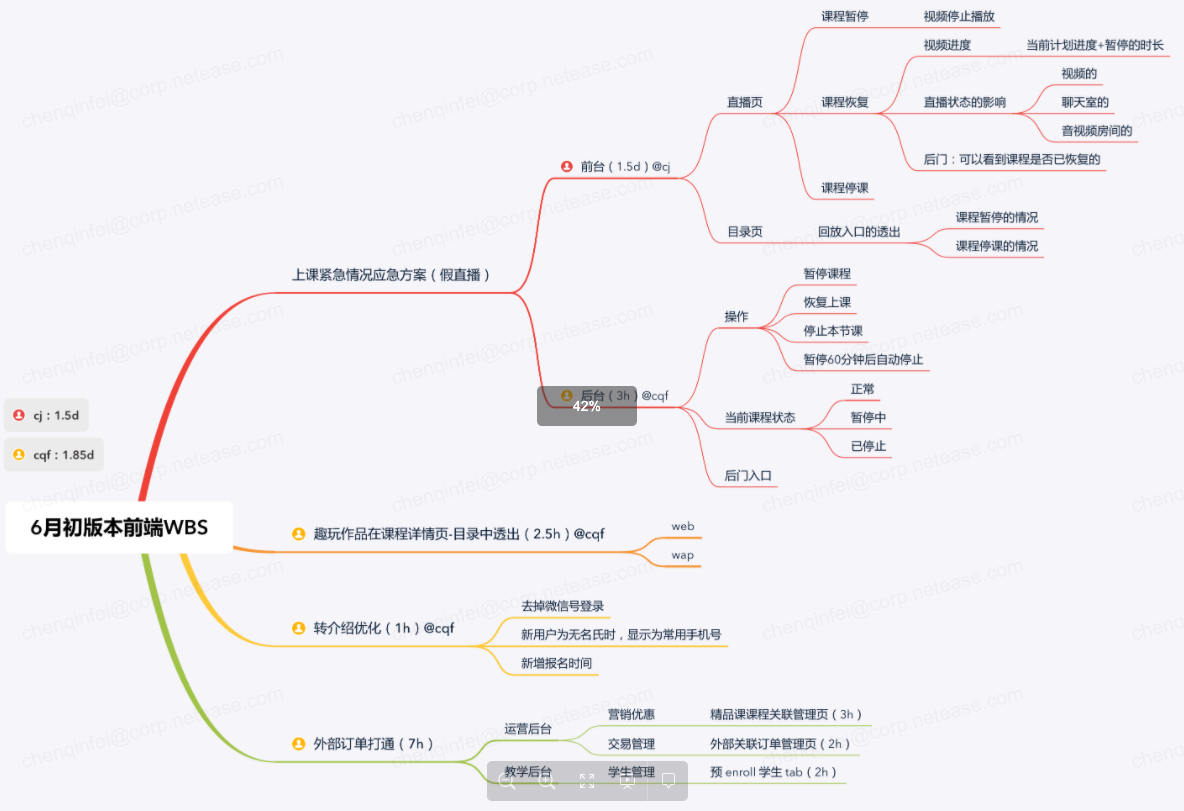 6月初版本前端WBS
cj：1.5d
cqf：1.85d
上课紧急情况应急方案（假直播）
前台（1.5d）@cj
直播页
课程暂停
视频停止播放
课程恢复
视频进度
当前计划进度+暂停的时长
直播状态的影响
视频的
聊天室的
音视频房间的
后门：可以看到课程是否已恢复的
课程停课
目录页
回放入口的透出
课程暂停的情况
课程停课的情况
后台（3h）@cqf
42%
操作
暂停课程
恢复上课
停止本节课
暂停60分钟后自动停止
当前课程状态
正常
暂停中
已停止
后门入口
趣玩作品在课程详情页-目录中透出（2.5h）@cqf
web
wap
转介绍优化（1h）@cqf
去掉微信号登录
新用户为无名氏时，显示为常用手机号
新增报名时间
外部订单打通（7h）
运营后台
营销优惠
精品课课程关联管理页（3h）
交易管理
外部关联订单管理页（2h）
教学后台
学生管理
预 enroll 学生 tab（2h）
chenqinfei@corp.netease.com